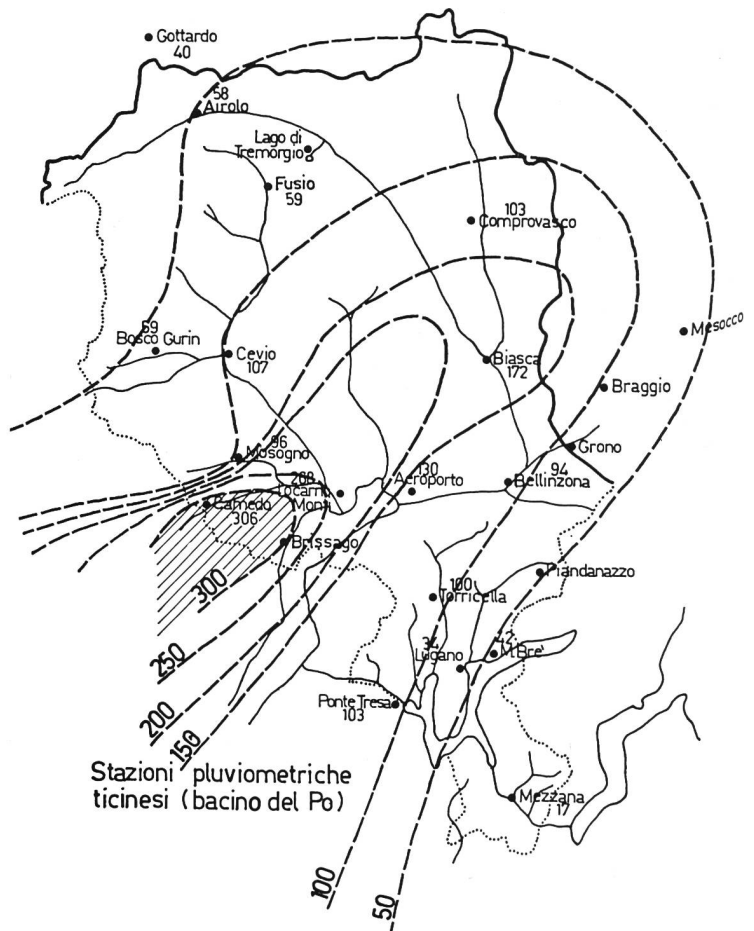 Gottardo
40
58
Airolo
Lago di
Tremorgio
Fusio
59
103
Comprovasco
59
Bosco Gurin
Cevio
107
Mesocco
Biasca
172
Braggio
96
Mosogno
Grono
268
Locarno
Monti
130
Aeroporto
94
Bellinzona
Camedo
306
Brissago
300
250
200
150
Piandanazzo
100
Torricella
34
Lugano
42
M.Brè
Ponte Tresa
103
Stazioni pluviometriche
ticinesi (bacino del Po)
Mezzana
17
100
50